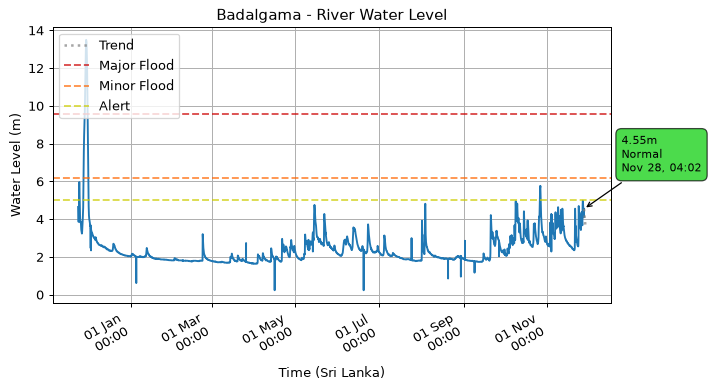 Badalgama - River Water Level
14
12
10
8
6
4
2
0
Water Level (m)
Trend
Major Flood
Minor Flood
Alert
4.55m
Normal
Nov 28, 04:02
01 Jan
00:00
01 Mar
00:00
01 May
00:00
01 Jul
00:00
01 Sep
00:00
01 Nov
00:00
Time (Sri Lanka)